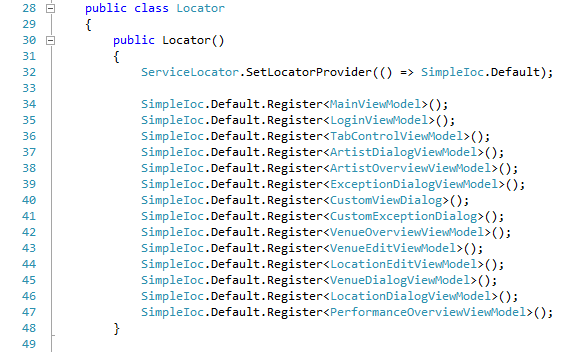 28 public class Locator
29 {
30 public Locator()
31 {
32 ServiceLocator.SetLocatorProvider(() => SimpleIoc.Default);
33
34 SimpleIoc.Default.Register<MainViewModel>();
35 SimpleIoc.Default.Register<LoginViewModel>();
36 SimpleIoc.Default.Register<TabControlViewModel>();
37 SimpleIoc.Default.Register<ArtistDialogViewModel>();
38 SimpleIoc.Default.Register<ArtistOverviewViewModel>();
39 SimpleIoc.Default.Register<ExceptionDialogViewModel>();
40 SimpleIoc.Default.Register<CustomViewDialog>();
41 SimpleIoc.Default.Register<CustomExceptionDialog>();
42 SimpleIoc.Default.Register<VenueOverviewViewModel>();
43 SimpleIoc.Default.Register<VenueEditViewModel>();
44 SimpleIoc.Default.Register<LocationEditViewModel>();
45 SimpleIoc.Default.Register<VenueDialogViewModel>();
46 SimpleIoc.Default.Register<LocationDialogViewModel>();
47 SimpleIoc.Default.Register<PerformanceOverviewViewModel>();
48 }
49